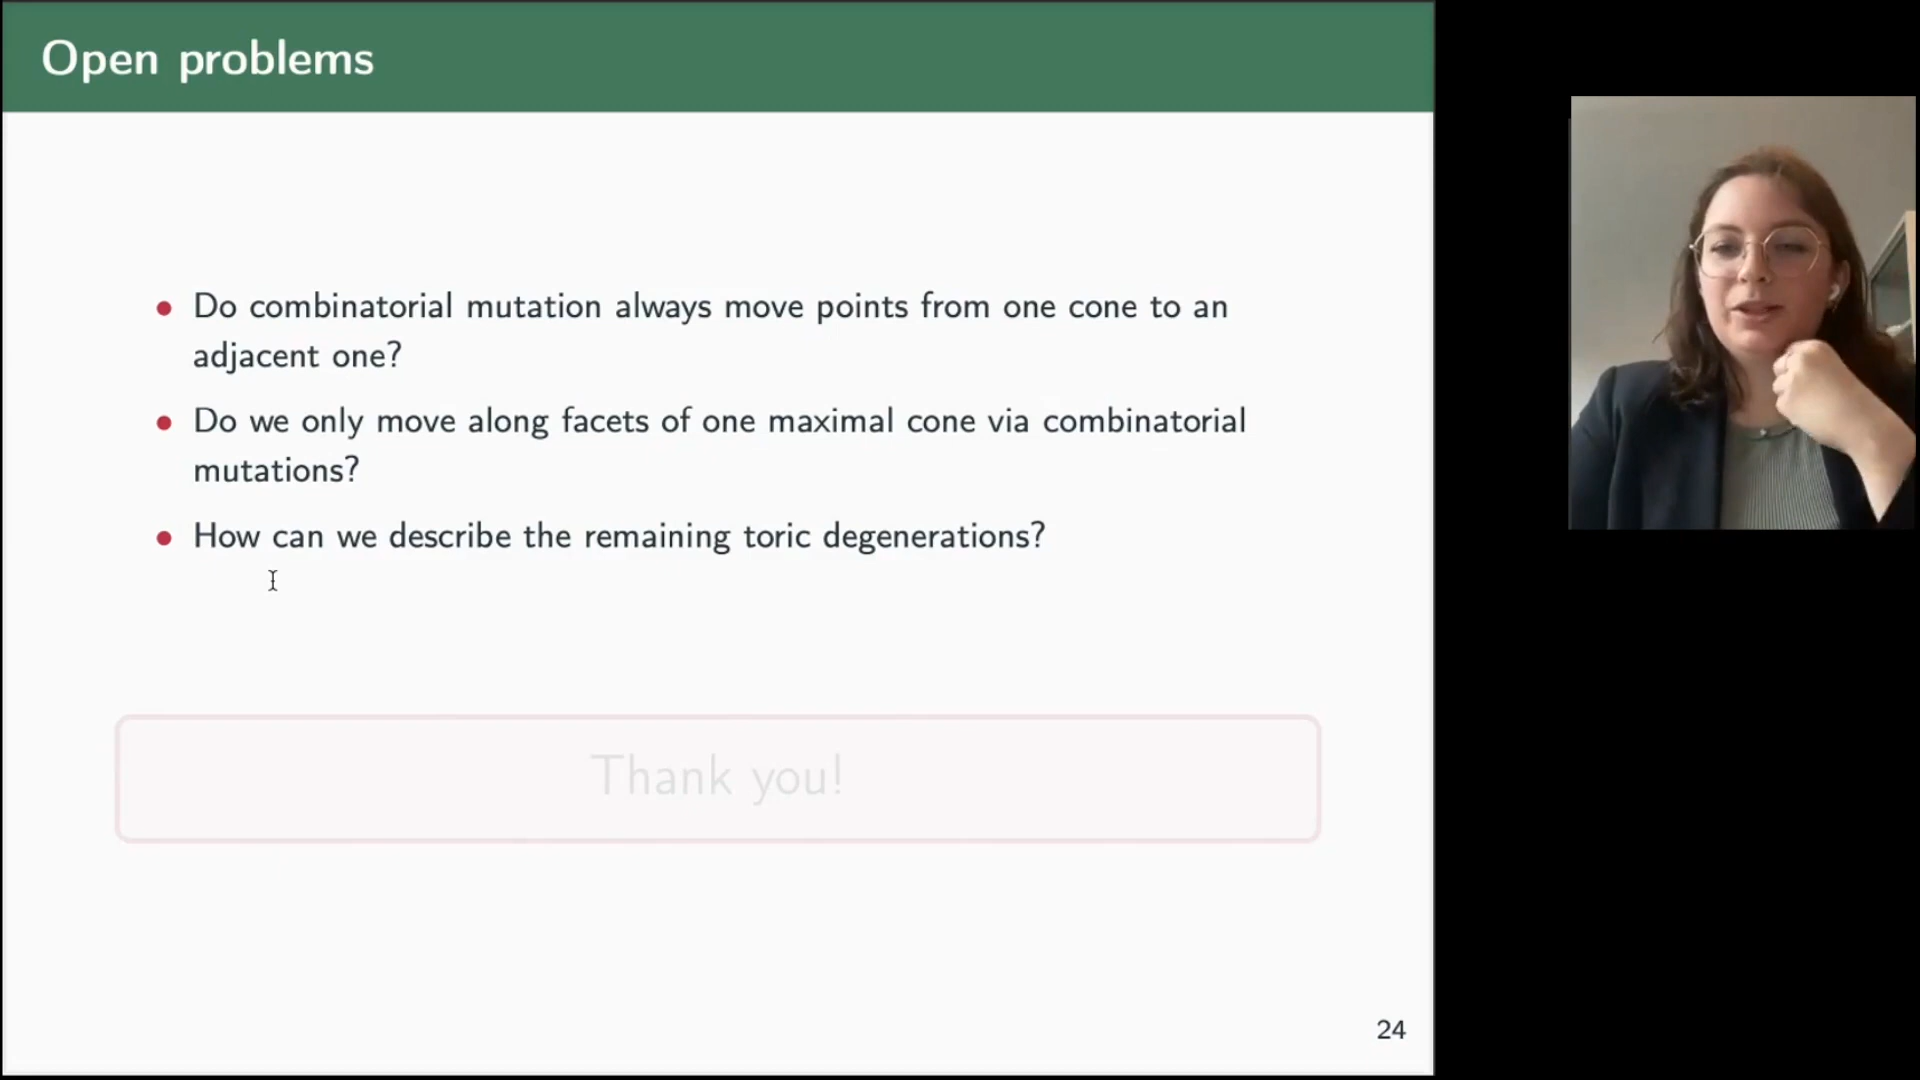 Open problems
• Do combinatorial mutation always move points from one cone to an
adjacent one?
• Do we only move along facets of one maximal cone via combinatorial
mutations?
• How can we describe the remaining toric degenerations?
Thank you!
24